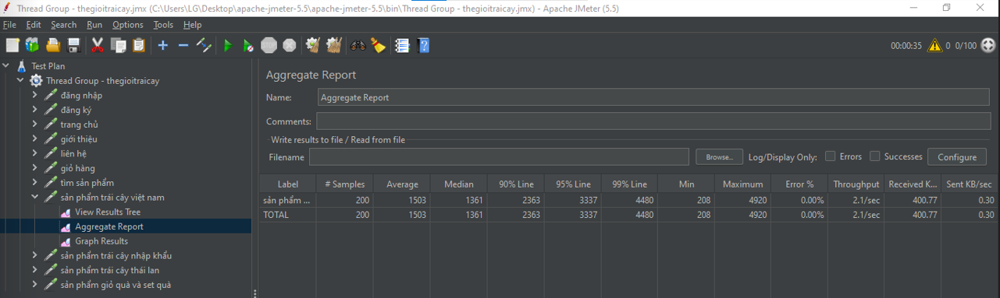 Thread Group - thegioitraicay.jmx (C:\Users\LG\Desktop\apache-jmeter-5.5\apache-jmeter-5.5\bin\Thread Group - thegioitraicay.jmx) - Apache JMeter (5.5)
File Edit Search Run Options Tools Help
STOP 00:00:35 0 0/100
Test Plan
Thread Group - thegioitraicay
đăng nhập
đăng ký
trang chủ
giới thiệu
liên hệ
giỏ hàng
tìm sản phẩm
sản phẩm trái cây việt nam
View Results Tree
Aggregate Report
Graph Results
sản phẩm trái cây nhập khẩu
sản phẩm trái cây thái lan
sản phẩm giỏ quà và set quà
Aggregate Report
Name: Aggregate Report
Comments:
Write results to file / Read from file
Filename Browse... Log/Display Only: Errors Successes Configure
Label # Samples Average Median 90% Line 95% Line 99% Line Min Maximum Error % Throughput Received K... Sent KB/sec
sản phẩm ... 200 1503 1361 2363 3337 4480 208 4920 0.00% 2.1/sec 400.77 0.30
TOTAL 200 1503 1361 2363 3337 4480 208 4920 0.00% 2.1/sec 400.77 0.30